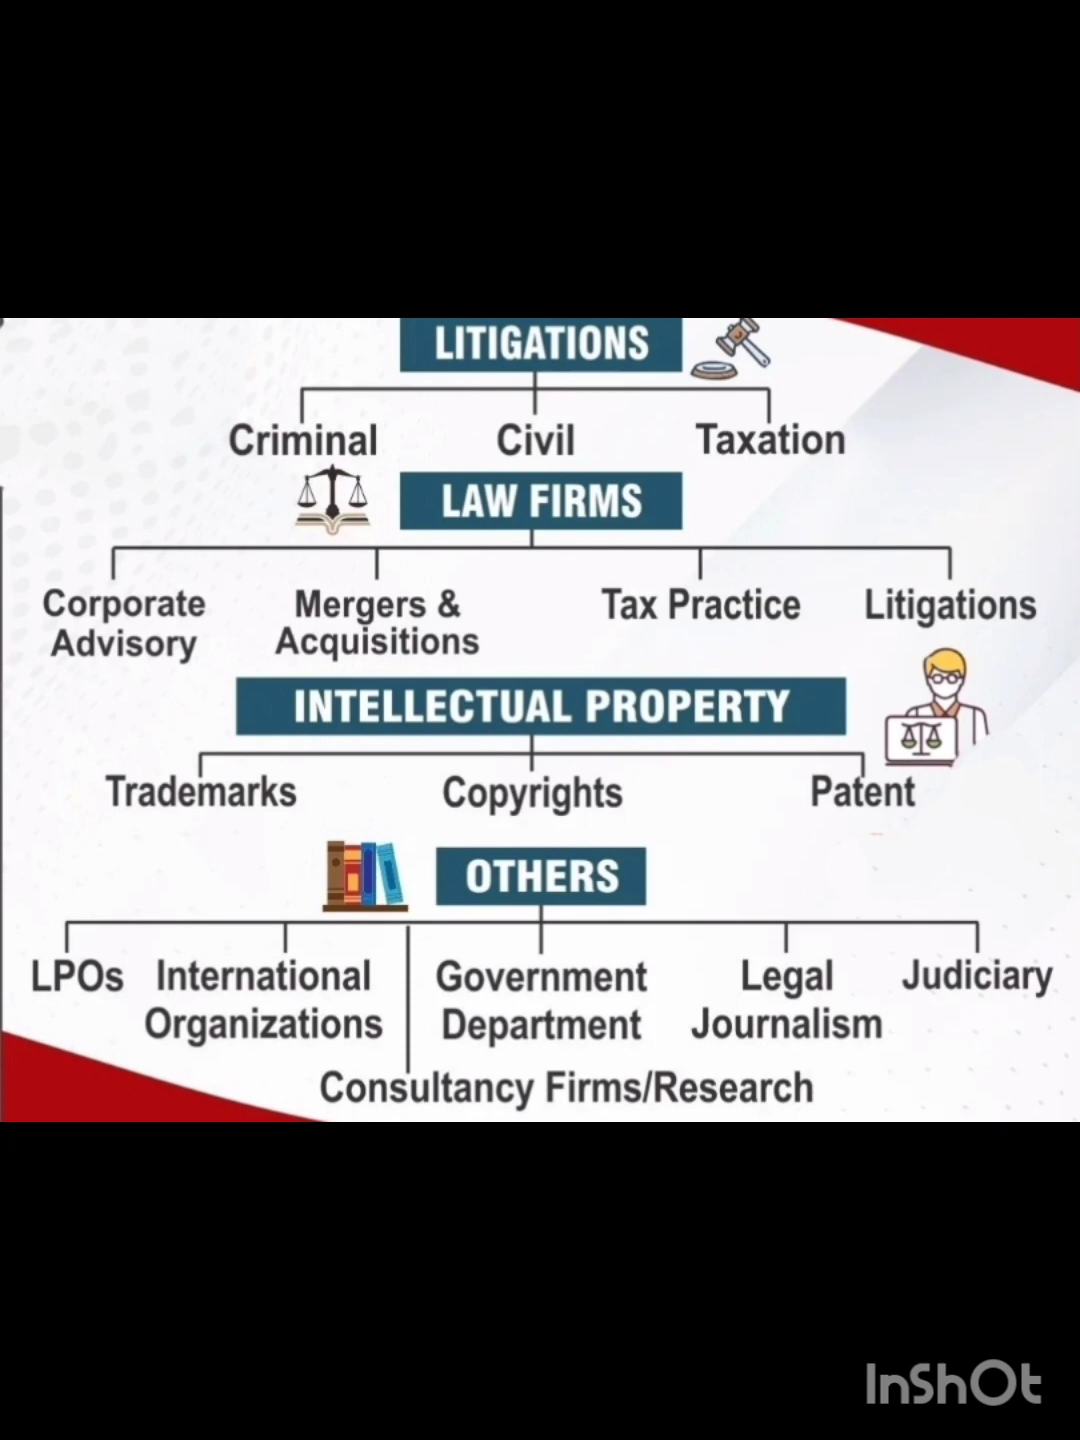 LITIGATIONS
Criminal Civil Taxation
LAW FIRMS
Corporate Advisory
Mergers & Acquisitions
Tax Practice
Litigations
INTELLECTUAL PROPERTY
Trademarks Copyrights Patent
OTHERS
LPOs
International Organizations
Government Department
Legal Journalism
Judiciary
Consultancy Firms/Research
InShOt